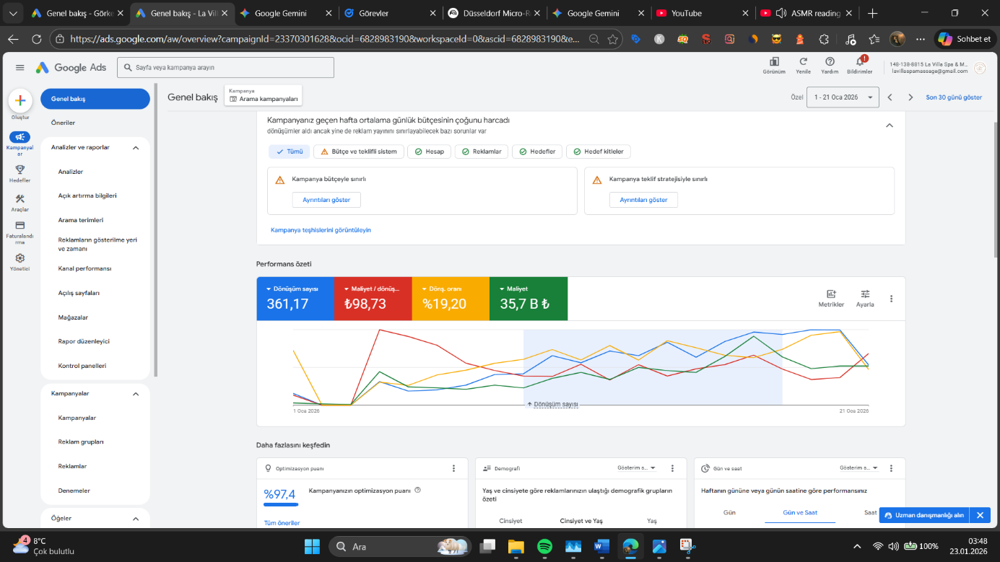 Genel bakış - Görke
Genel bakış - La Vill
Google Gemini
Görevler
Düsseldorf Micro-Re
Google Gemini
YouTube
ASMR reading
https://ads.google.com/aw/overview?campaignId=23370301628&ocid=6828983190&workspaceId=0&ascid=6828983190&e...
Sohbet et
Google Ads
Sayfa veya kampanya arayın
Görünüm
Yenile
Yardım
Bildirimler
148-138-8815 La Villa Spa & M...
lavillaspamassage@gmail.com
Oluştur
Kampanyal
ar
Hedefler
Araçlar
Faturalandı
rma
Yönetici
Genel bakış
Öneriler
Analizler ve raporlar
Analizler
Açık artırma bilgileri
Arama terimleri
Reklamların gösterilme yeri
ve zamanı
Kanal performansı
Açılış sayfaları
Mağazalar
Rapor düzenleyici
Kontrol panelleri
Kampanyalar
Kampanyalar
Reklam grupları
Reklamlar
Denemeler
Öğeler
Genel bakış
Kampanya
Arama kampanyaları
Özel
1 - 21 Oca 2026
Son 30 günü göster
Kampanyanız geçen hafta ortalama günlük bütçesinin çoğunu harcadı
dönüşümler aldı ancak yine de reklam yayınını sınırlayabilecek bazı sorunlar var
Tümü
Bütçe ve teklifli sistem
Hesap
Reklamlar
Hedefler
Hedef kitleler
Kampanya bütçeyle sınırlı
Ayrıntıları göster
Kampanya teklif stratejisiyle sınırlı
Ayrıntıları göster
Kampanya teşhislerini görüntüleyin
Performans özeti
Dönüşüm sayısı
361,17
Maliyet / dönüş...
₺98,73
Dönş. oranı
%19,20
Maliyet
35,7 B ₺
Metrikler
Ayarla
Dönüşüm sayısı
1 Oca 2026
21 Oca 2026
Daha fazlasını keşfedin
Optimizasyon puanı
%97,4
Kampanyanızın optimizasyon puanı
Tüm öneriler
Demografi
Gösterim s...
Yaş ve cinsiyete göre reklamlarınızın ulaştığı demografik grupların
özeti
Cinsiyet
Cinsiyet ve Yaş
Yaş
Gün ve saat
Gösterim s...
Haftanın gününe veya günün saatine göre performansınız
Gün
Gün ve Saat
Saat
Uzman danışmanlığı alın
4
8°C
Çok bulutlu
Ara
100%
03:48
23.01.2026